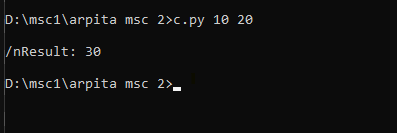 D:\msc1\arpita msc 2>c.py 10 20
/nResult: 30
D:\msc1\arpita msc 2>